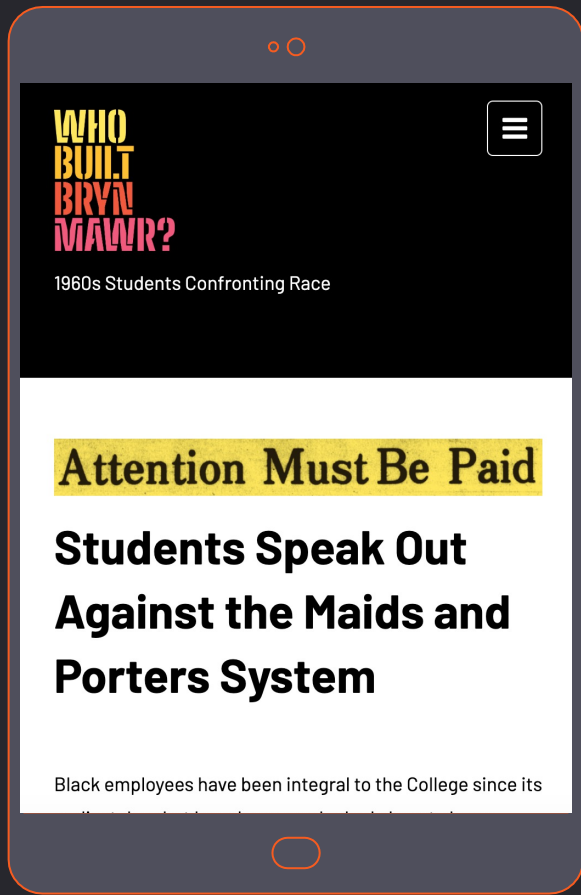 WHO
BUILT
BRYN
MAWR?
1960s Students Confronting Race
Attention Must Be Paid
Students Speak Out
Against the Maids and
Porters System
Black employees have been integral to the College since its